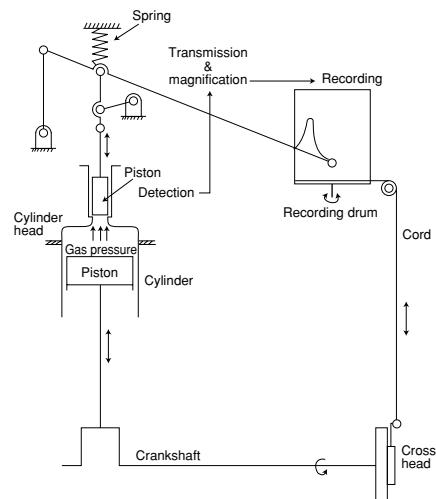 Spring
Transmission
&
magnification
Recording
Piston
Detection
Recording drum
Cylinder
head
Cord
Gas pressure
Piston
Cylinder
Crankshaft
Cross
head